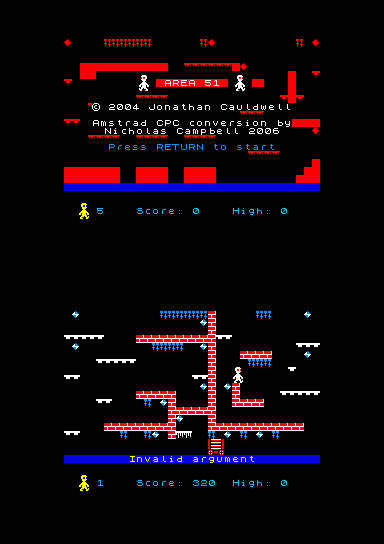 AREA 51
© 2004 Jonathan Cauldwell
Amstrad CPC conversion by
Nicholas Campbell 2006
Press RETURN to start
5 Score: 0 High: 0
Invalid argument
1 Score: 320 High: 0